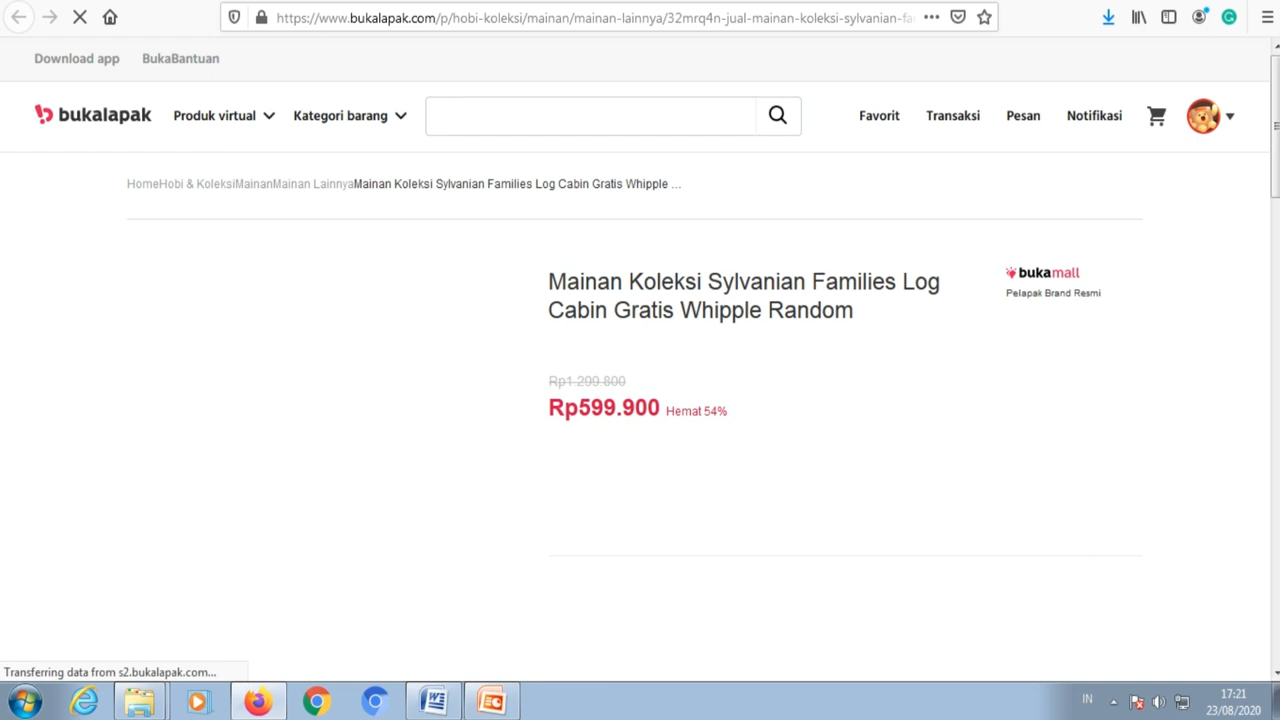 https://www.bukalapak.com/p/hobi-koleksi/mainan/mainan-lainnya/32mrq4n-jual-mainan-koleksi-sylvanian-fa
Download app BukaBantuan
bukalapak Produk virtual Kategori barang Favorit Transaksi Pesan Notifikasi
HomeHobi & KoleksiMainanMainan LainnyaMainan Koleksi Sylvanian Families Log Cabin Gratis Whipple ...
Mainan Koleksi Sylvanian Families Log
Cabin Gratis Whipple Random
bukamall
Pelapak Brand Resmi
Rp1.299.800
Rp599.900 Hemat 54%
Transferring data from s2.bukalapak.com...
IN
17:21
23/08/2020